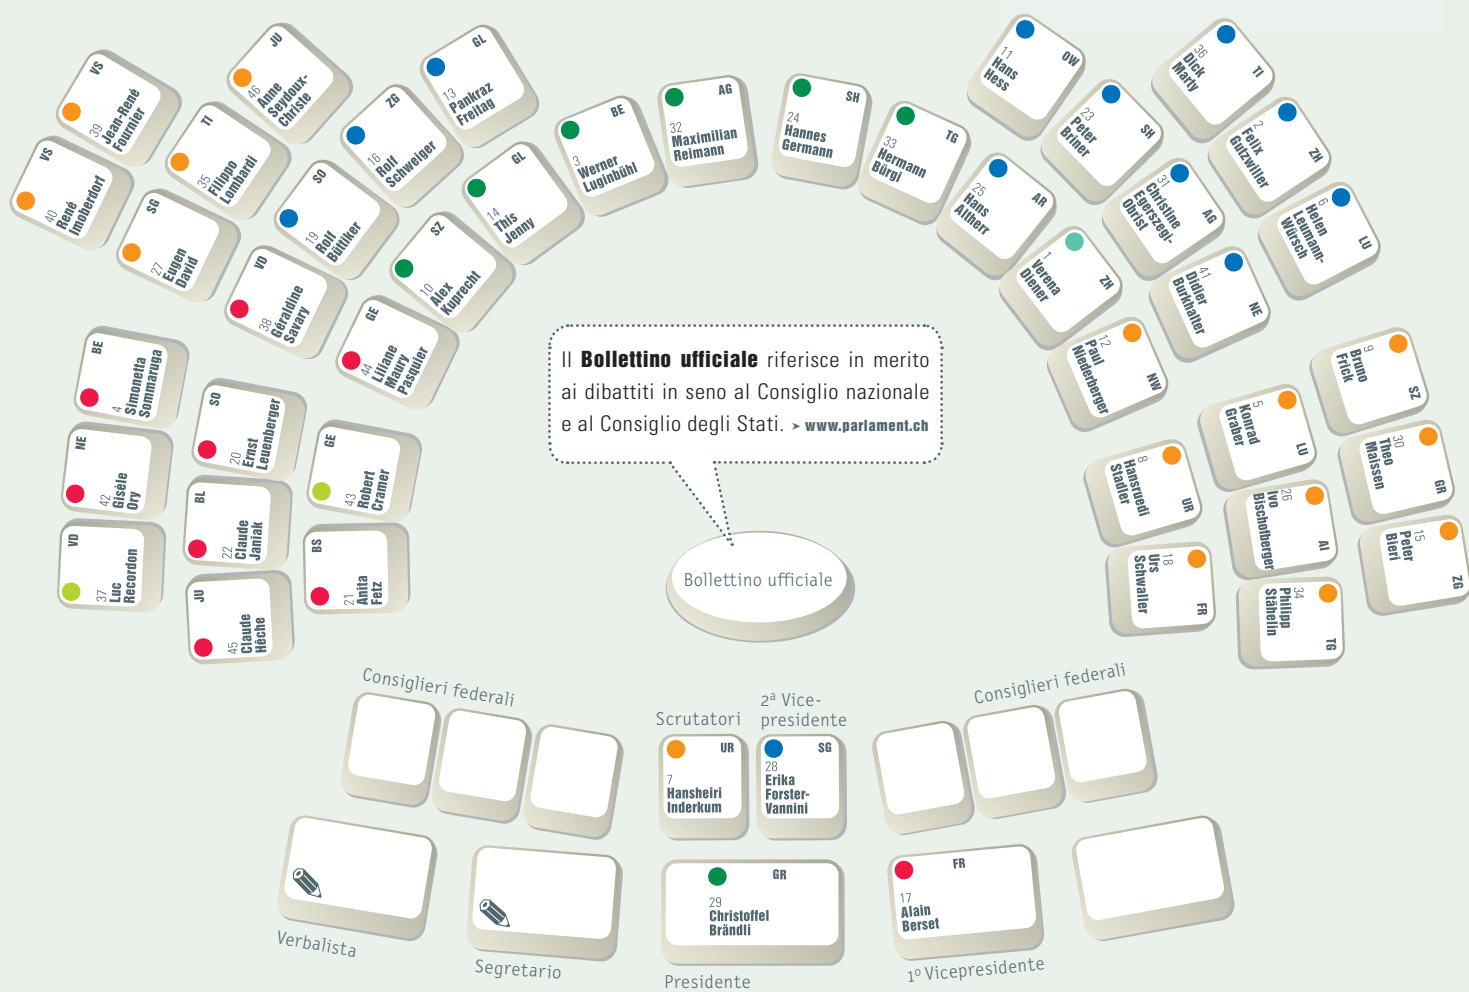 VS
39
Jean-René
Fournier
VS
40
René
Imoberdorf
JU
46
Anne
Seydoux-
Christe
TI
35
Filippo
Lombardi
SG
27
Eugen
David
GL
13
Pankraz
Freitag
ZG
16
Rolf
Schweiger
SO
19
Rolf
Büttiker
VD
38
Géraldine
Savary
BE
3
Werner
Luginbühl
GL
14
This
Jenny
SZ
10
Alex
Kuprecht
GE
44
Liliane
Maury
Pasquier
AG
32
Maximilian
Reimann
SH
24
Hannes
Germann
TG
33
Hermann
Bürgi
OW
11
Hans
Hess
SH
23
Peter
Briner
AR
25
Hans
Altherr
ZH
1
Verena
Diener
TI
36
Dick
Marty
ZH
2
Felix
Gutzwiller
AG
31
Christine
Egerszegi-
Obrist
LU
6
Helen
Leumann-
Würsch
NE
41
Didier
Burkhalter
NW
12
Paul
Niederberger
BE
4
Simonetta
Sommaruga
NE
42
Gisèle
Ory
VD
37
Luc
Recordon
SO
20
Ernst
Leuenberger
BL
22
Claude
Janiak
JU
45
Claude
Hêche
GE
43
Robert
Cramer
BS
21
Anita
Fetz
Il Bollettino ufficiale riferisce in merito
ai dibattiti in seno al Consiglio nazionale
e al Consiglio degli Stati. ➤ www.parlament.ch
Bollettino ufficiale
SZ
9
Bruno
Frick
LU
5
Konrad
Graber
GR
30
Theo
Maissen
UR
8
Hansruedi
Stadler
AI
26
Ivo
Bischofberger
ZG
15
Peter
Bieri
FR
18
Urs
Schwaller
TG
34
Philipp
Stähelin
Consiglieri federali
Scrutatori
2ª Vice-
presidente
Consiglieri federali
UR
7
Hansheiri
Inderkum
SG
28
Erika
Forster-
Vannini
GR
29
Christoffel
Brändli
FR
17
Alain
Berset
Verbalista
Segretario
Presidente
1º Vicepresidente